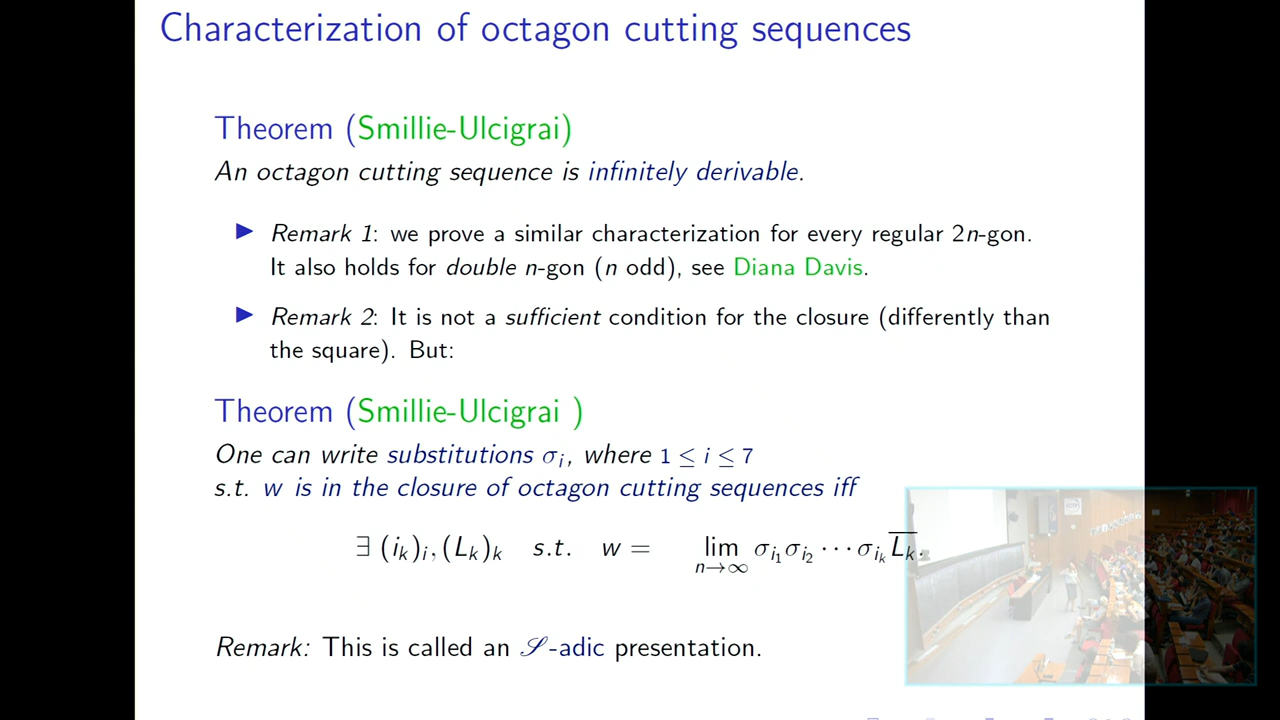 Characterization of octagon cutting sequences
Theorem (Smillie-Ulcigrai)
An octagon cutting sequence is infinitely derivable.
▶ Remark 1: we prove a similar characterization for every regular 2n-gon.
It also holds for double n-gon (n odd), see Diana Davis.
▶ Remark 2: It is not a sufficient condition for the closure (differently than
the square). But:
Theorem (Smillie-Ulcigrai )
One can write substitutions σ_i, where 1 ≤ i ≤ 7
s.t. w is in the closure of octagon cutting sequences iff
∃ (i_k)_i, (L_k)_k s.t. w = lim_{n→∞} σ_{i_1} σ_{i_2} ⋯ σ_{i_k} \overline{L_k}.
Remark: This is called an 𝒮-adic presentation.